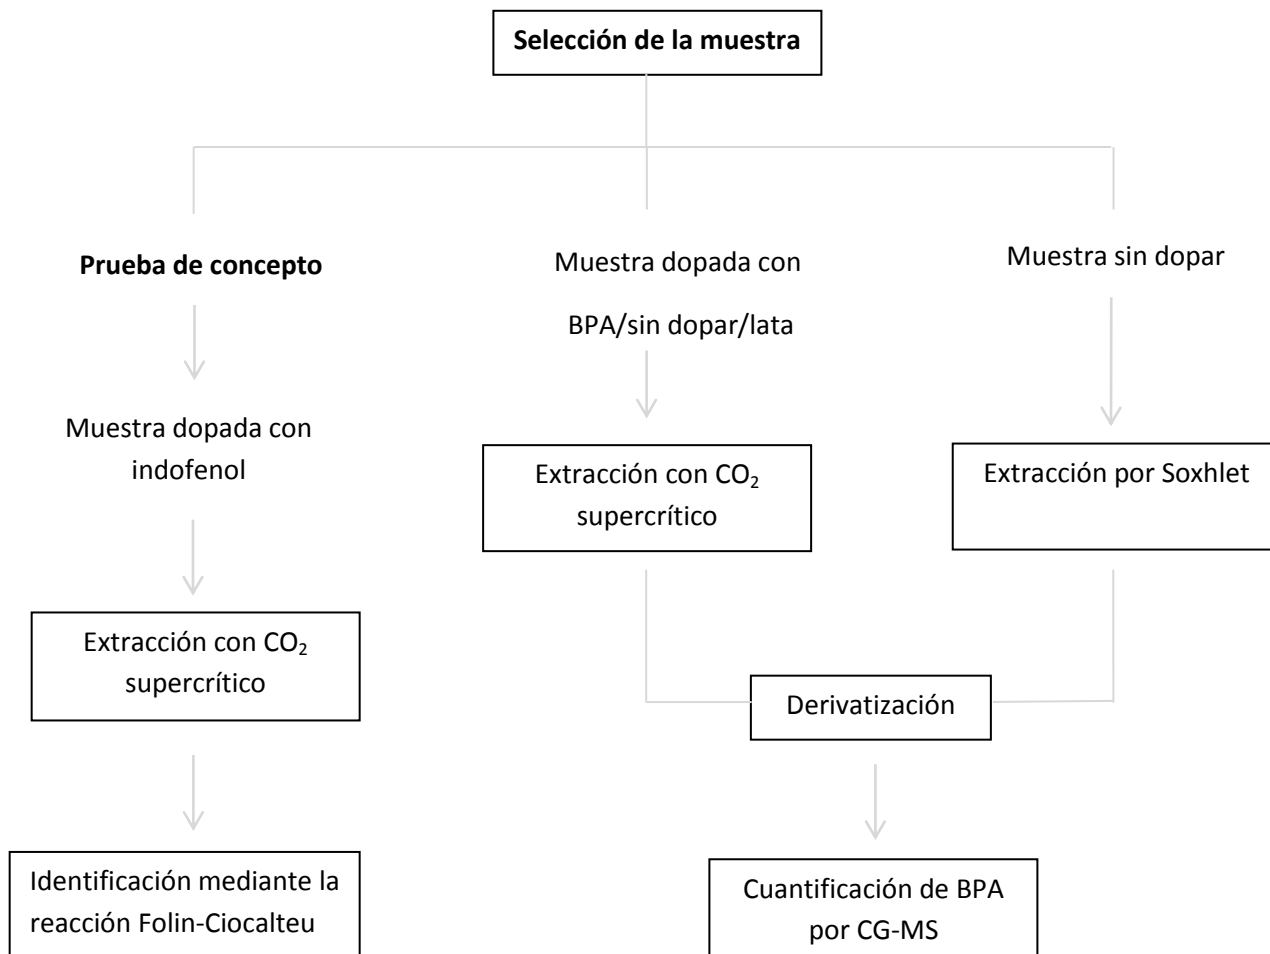 Selección de la muestra
Prueba de concepto
Muestra dopada con
indofenol
Extracción con CO₂
supercrítico
Identificación mediante la
reacción Folin-Ciocalteu
Muestra dopada con
BPA/sin dopar/lata
Extracción con CO₂
supercrítico
Muestra sin dopar
Extracción por Soxhlet
Derivatización
Cuantificación de BPA
por CG-MS